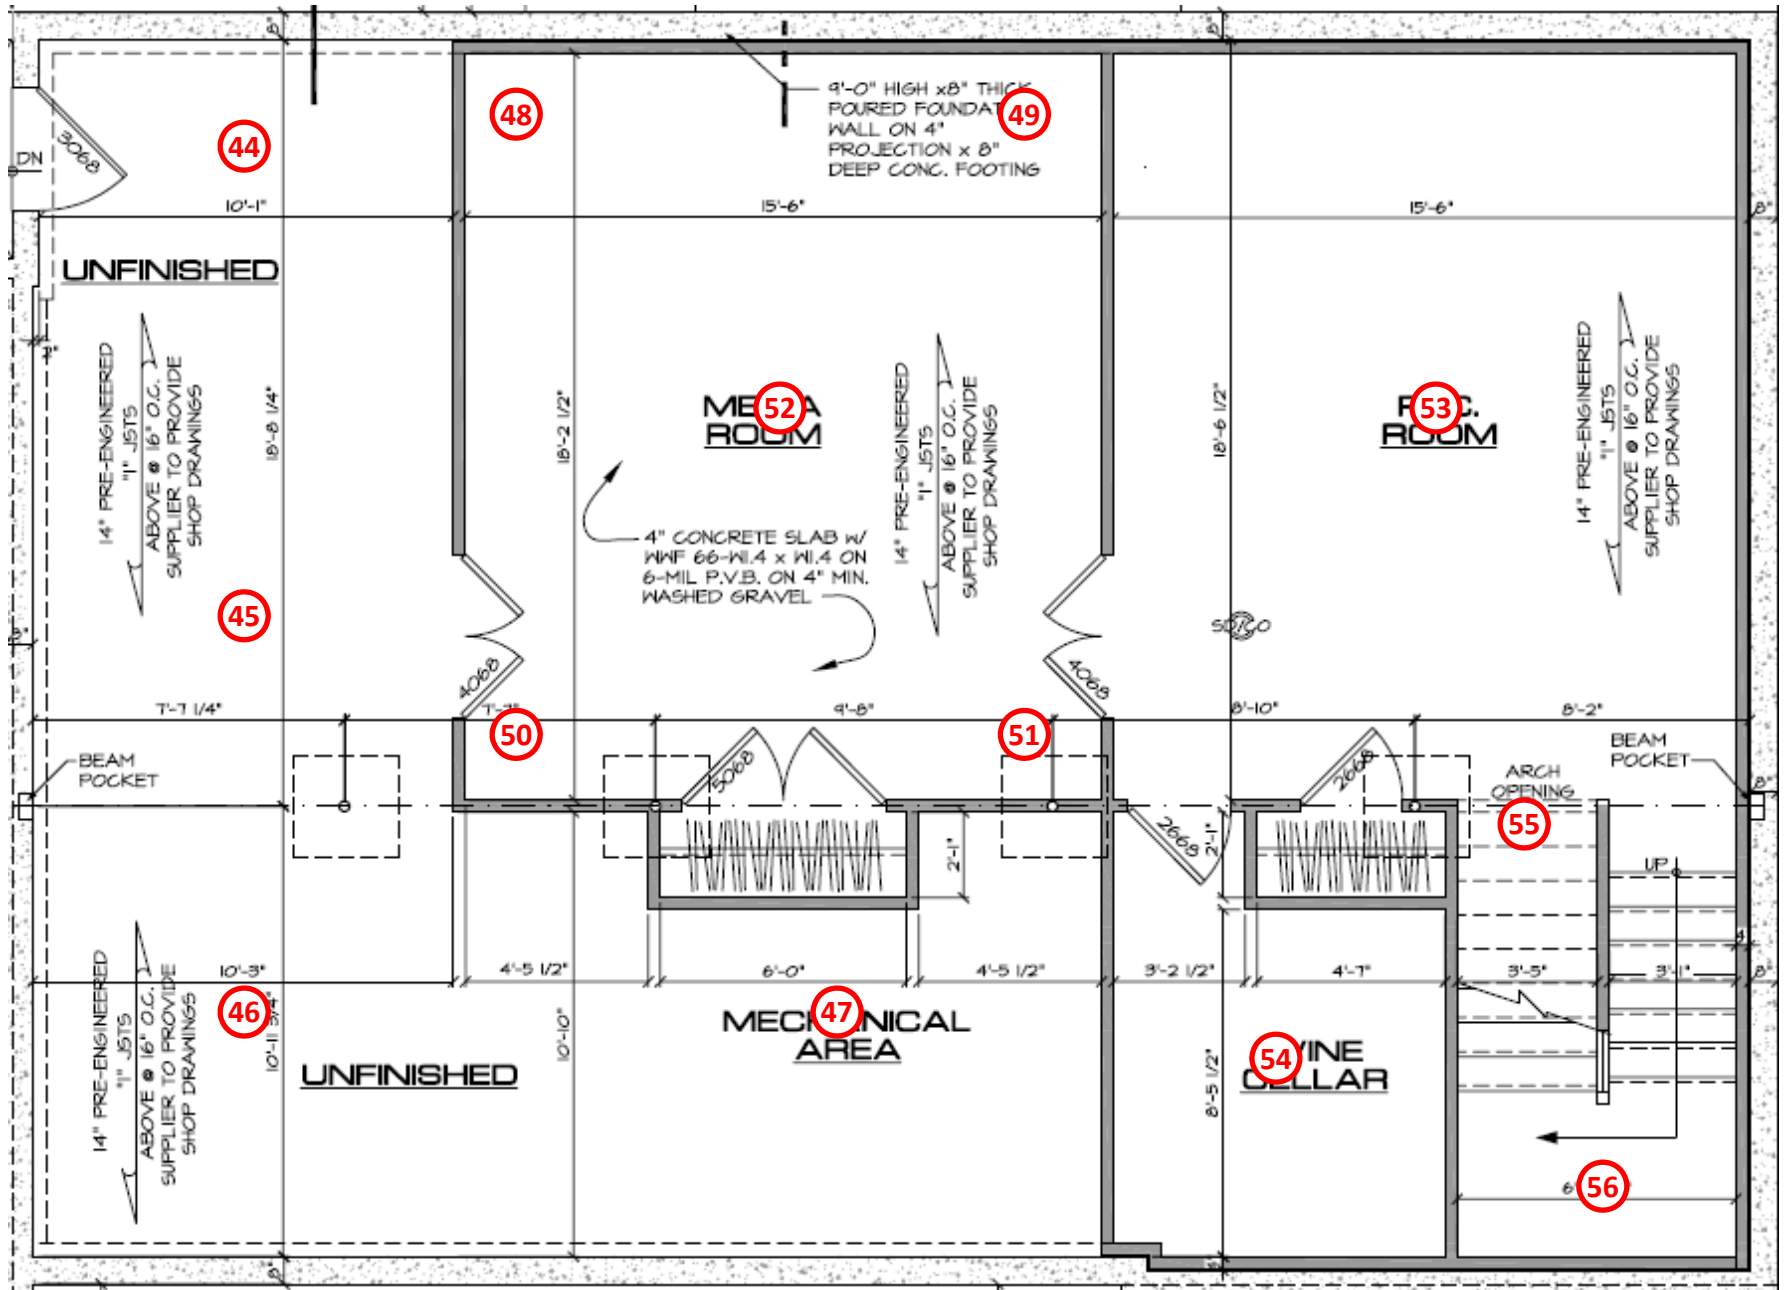 9'-0" HIGH x8" THICK
POURED FOUNDAT
WALL ON 4"
PROJECTION x 8"
DEEP CONC. FOOTING
48
49
44
DN
3068
10'-1"
15'-6"
15'-6"
8"
UNFINISHED
14" PRE-ENGINEERED
"I" JSTS
ABOVE @ 16" O.C.
SUPPLIER TO PROVIDE
SHOP DRAWINGS
18'-8 1/4"
18'-2 1/2"
52
ROOM
14" PRE-ENGINEERED
"I" JSTS
ABOVE @ 16" O.C.
SUPPLIER TO PROVIDE
SHOP DRAWINGS
18'-6 1/2"
53
ROOM
14" PRE-ENGINEERED
"I" JSTS
ABOVE @ 16" O.C.
SUPPLIER TO PROVIDE
SHOP DRAWINGS
4" CONCRETE SLAB W/
WWF 66-W1.4 x W1.4 ON
6-MIL P.V.B. ON 4" MIN.
WASHED GRAVEL
45
4068
4068
7'-7 1/4"
50
9'-8"
51
8'-10"
8'-2"
BEAM
POCKET
5068
2668
ARCH
OPENING
BEAM
POCKET
8"
55
2668
2'-1"
2'-1"
UP
10'-3"
4'-5 1/2"
6'-0"
4'-5 1/2"
3'-2 1/2"
4'-7"
3'-5"
3'-1"
4"
8"
46
14" PRE-ENGINEERED
"I" JSTS
ABOVE @ 16" O.C.
SUPPLIER TO PROVIDE
SHOP DRAWINGS
10'-11 3/4"
UNFINISHED
10'-10"
47
AREA
8'-5 1/2"
54
CELLAR
56